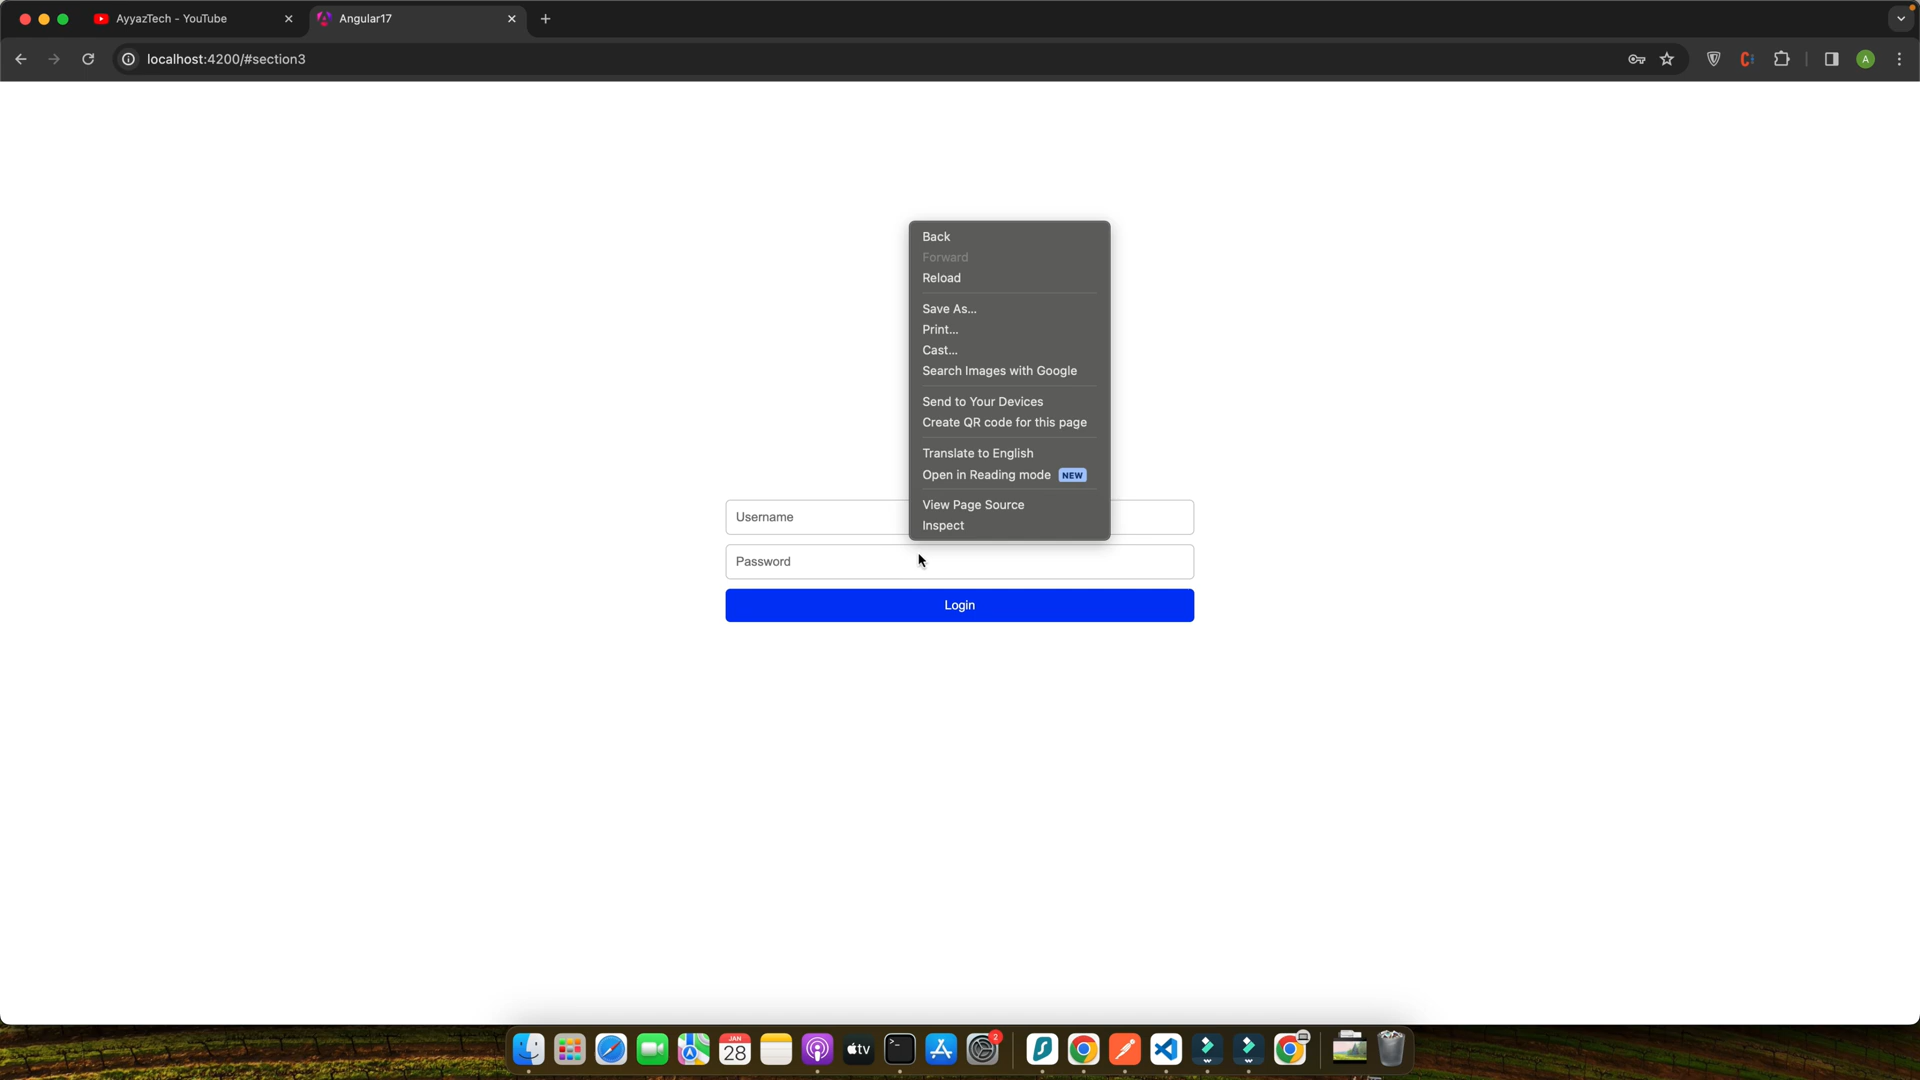 AyyazTech - YouTube
Angular17
localhost:4200/#section3
A
Back
Forward
Reload
Save As...
Print...
Cast...
Search Images with Google
Send to Your Devices
Create QR code for this page
Translate to English
Open in Reading mode NEW
View Page Source
Inspect
Username
Password
Login
JAN
28
tv
2